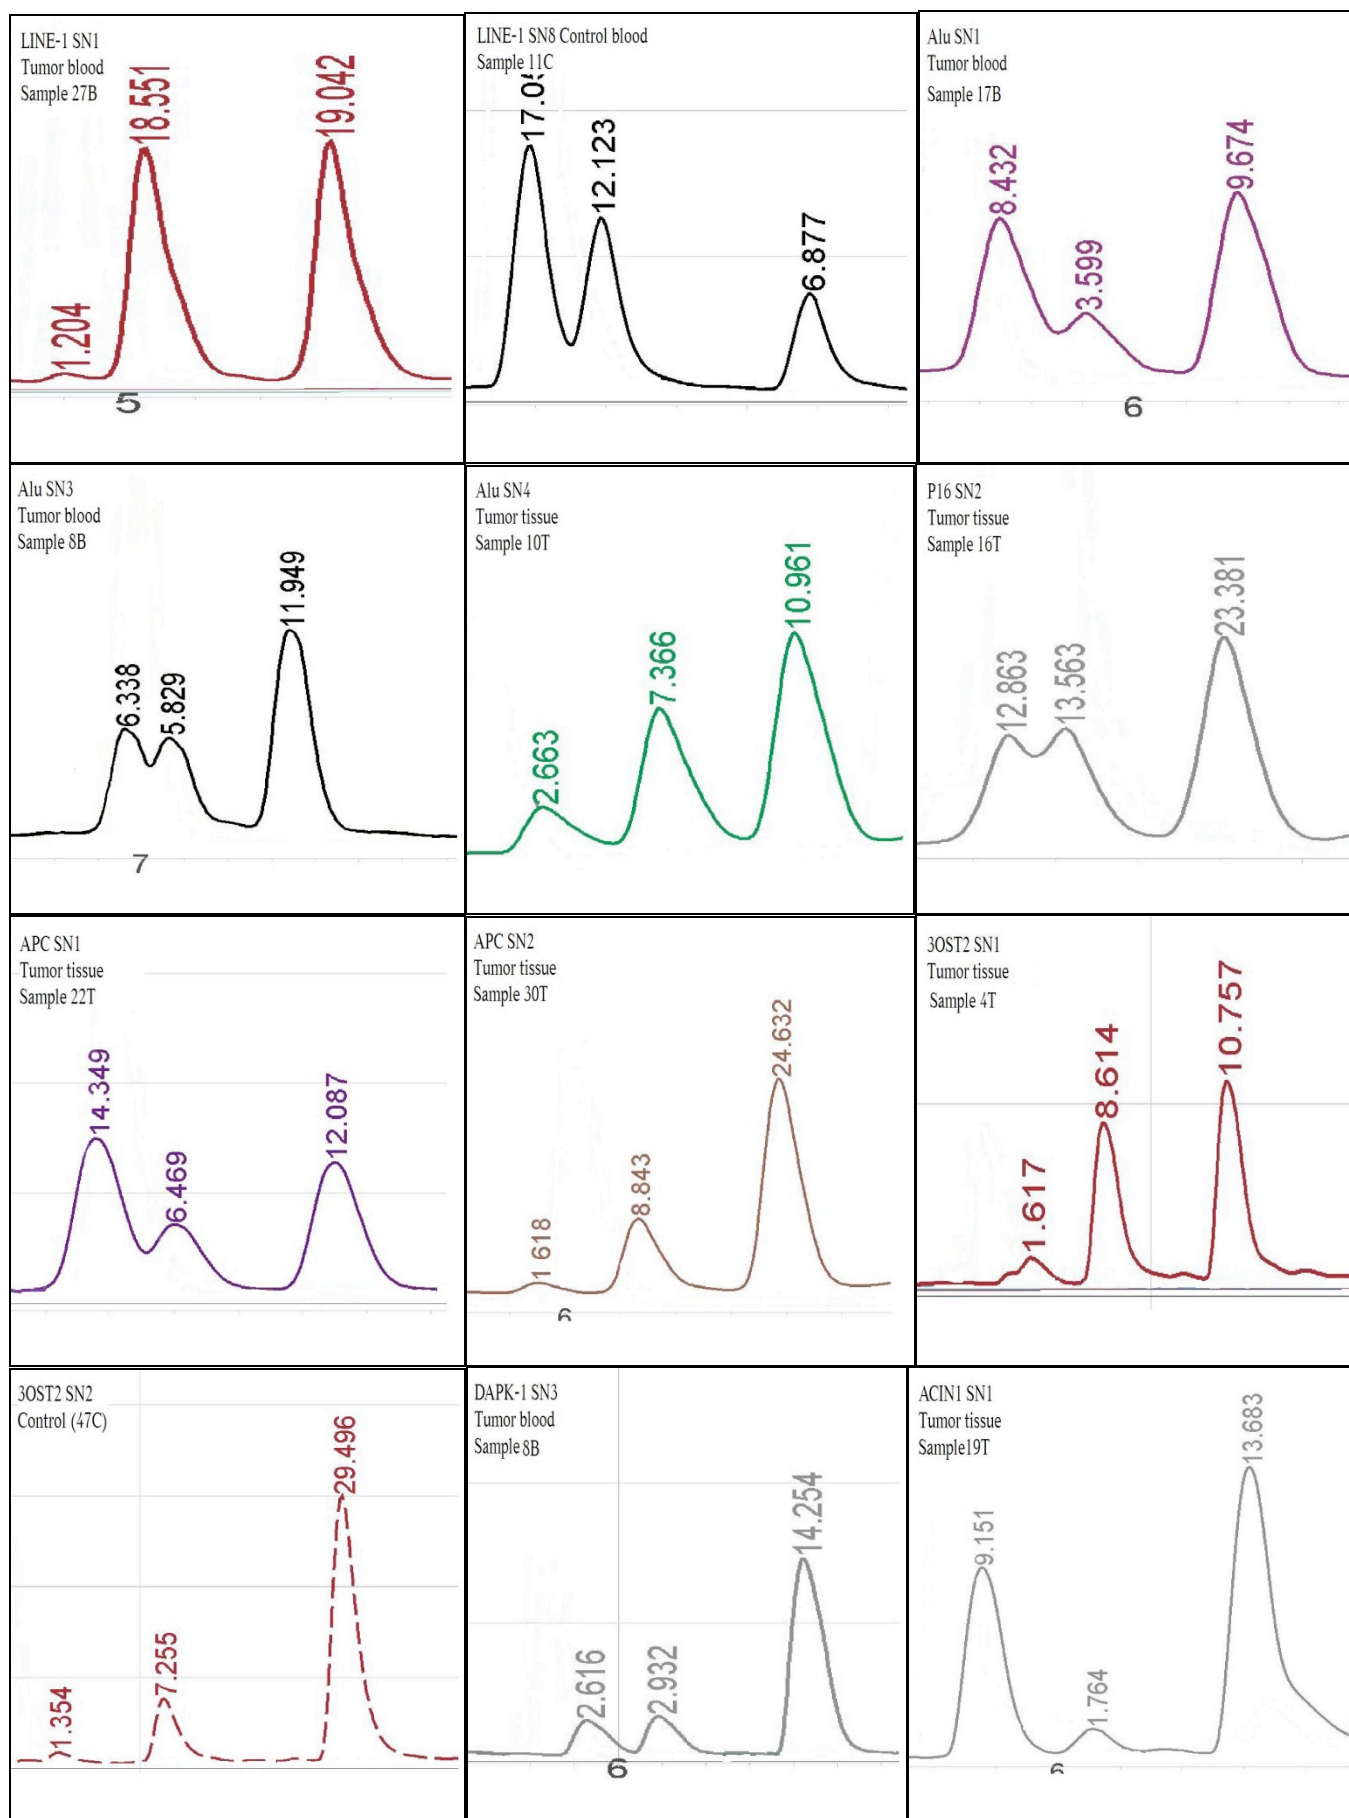 LINE-1 SN1
Tumor blood
Sample 27B
1.204
18.551
19.042
5
LINE-1 SN8 Control blood
Sample 11C
17.05
12.123
6.877
Alu SN1
Tumor blood
Sample 17B
8.432
3.599
9.674
6
Alu SN3
Tumor blood
Sample 8B
6.338
5.829
11.949
7
Alu SN4
Tumor tissue
Sample 10T
2.663
7.366
10.961
P16 SN2
Tumor tissue
Sample 16T
12.863
13.563
23.381
APC SN1
Tumor tissue
Sample 22T
14.349
6.469
12.087
APC SN2
Tumor tissue
Sample 30T
1 618
8.843
24.632
6
3OST2 SN1
Tumor tissue
Sample 4T
1.617
8.614
10.757
3OST2 SN2
Control (47C)
>1.354
>7.255
29.496
DAPK-1 SN3
Tumor blood
Sample 8B
2.616
2.932
14.254
6
ACIN1 SN1
Tumor tissue
Sample19T
9.151
1.764
13.683
6